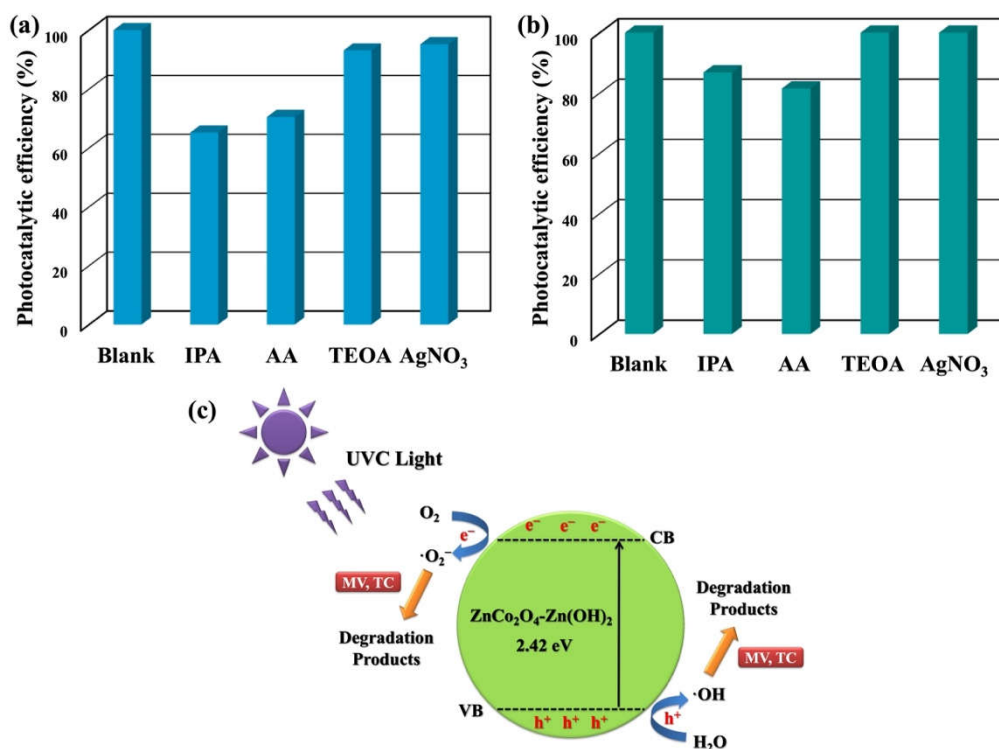 (a)
Photocatalytic efficiency (%)
100
80
60
40
20
0
Blank IPA AA TEOA AgNO₃
(b)
Photocatalytic efficiency (%)
100
80
60
40
20
0
Blank IPA AA TEOA AgNO₃
(c)
UVC Light
O₂
e⁻
·O₂⁻
MV, TC
Degradation
Products
e⁻ e⁻ e⁻
CB
ZnCo₂O₄-Zn(OH)₂
2.42 eV
VB
h⁺ h⁺ h⁺
Degradation
Products
MV, TC
·OH
h⁺
H₂O